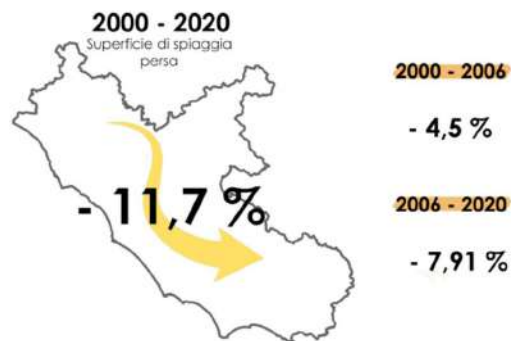 2000 - 2020
Superficie di spiaggia
persa
- 11,7 %
2000 - 2006
- 4,5 %
2006 - 2020
- 7,91 %